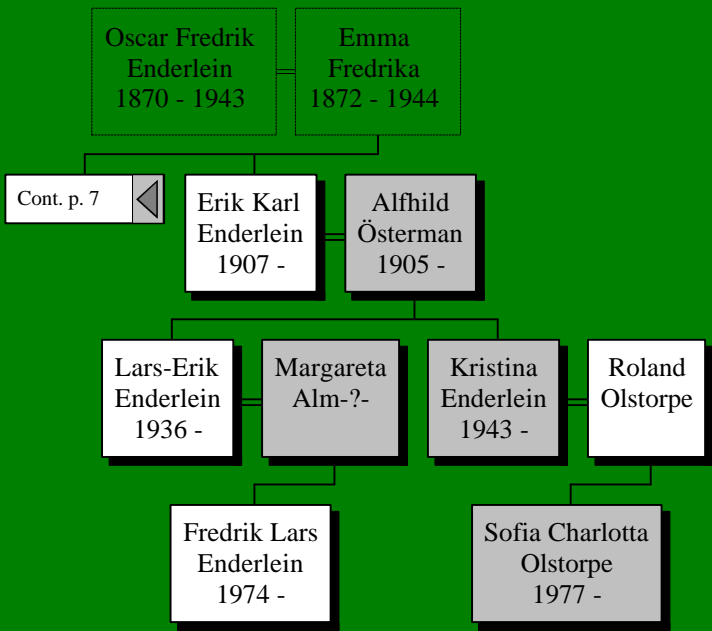 Oscar Fredrik
Enderlein
1870 - 1943
Emma
Fredrika
1872 - 1944
Cont. p. 7
Erik Karl
Enderlein
1907 -
Alfhild
Österman
1905 -
Lars-Erik
Enderlein
1936 -
Margareta
Alm-?-
Kristina
Enderlein
1943 -
Roland
Olstorpe
Fredrik Lars
Enderlein
1974 -
Sofia Charlotta
Olstorpe
1977 -